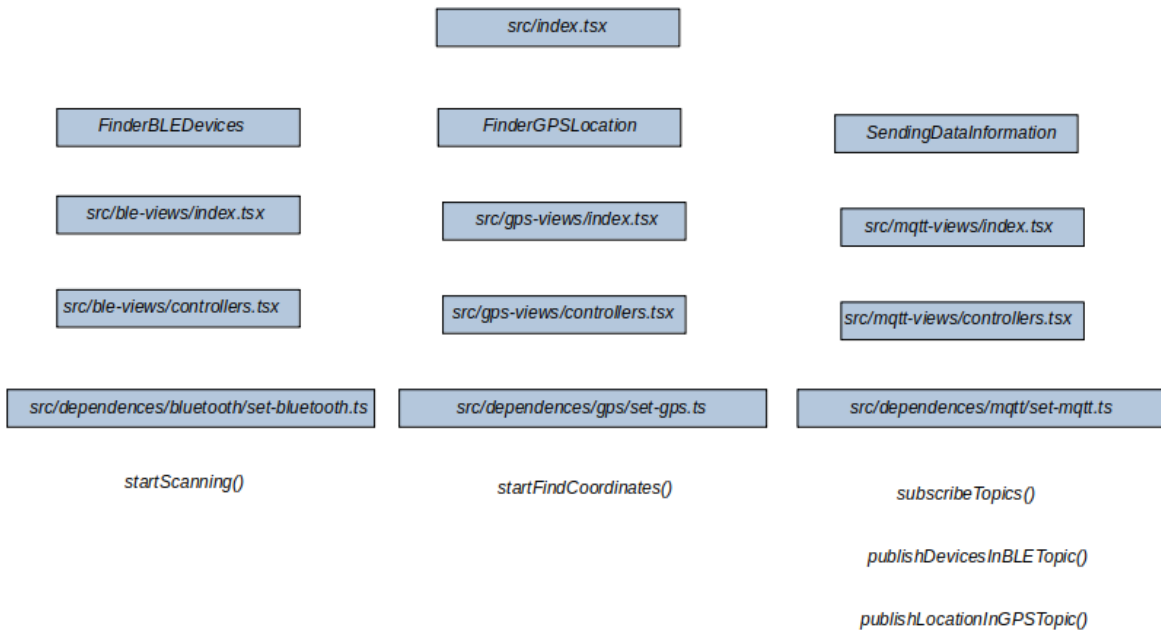 src/index.tsx
FinderBLEDevices
FinderGPSLocation
SendingDataInformation
src/ble-views/index.tsx
src/gps-views/index.tsx
src/mqtt-views/index.tsx
src/ble-views/controllers.tsx
src/gps-views/controllers.tsx
src/mqtt-views/controllers.tsx
src/dependences/bluetooth/set-bluetooth.ts
src/dependences/gps/set-gps.ts
src/dependences/mqtt/set-mqtt.ts
startScanning()
startFindCoordinates()
subscribeTopics()
publishDevicesInBLETopic()
publishLocationInGPSTopic()